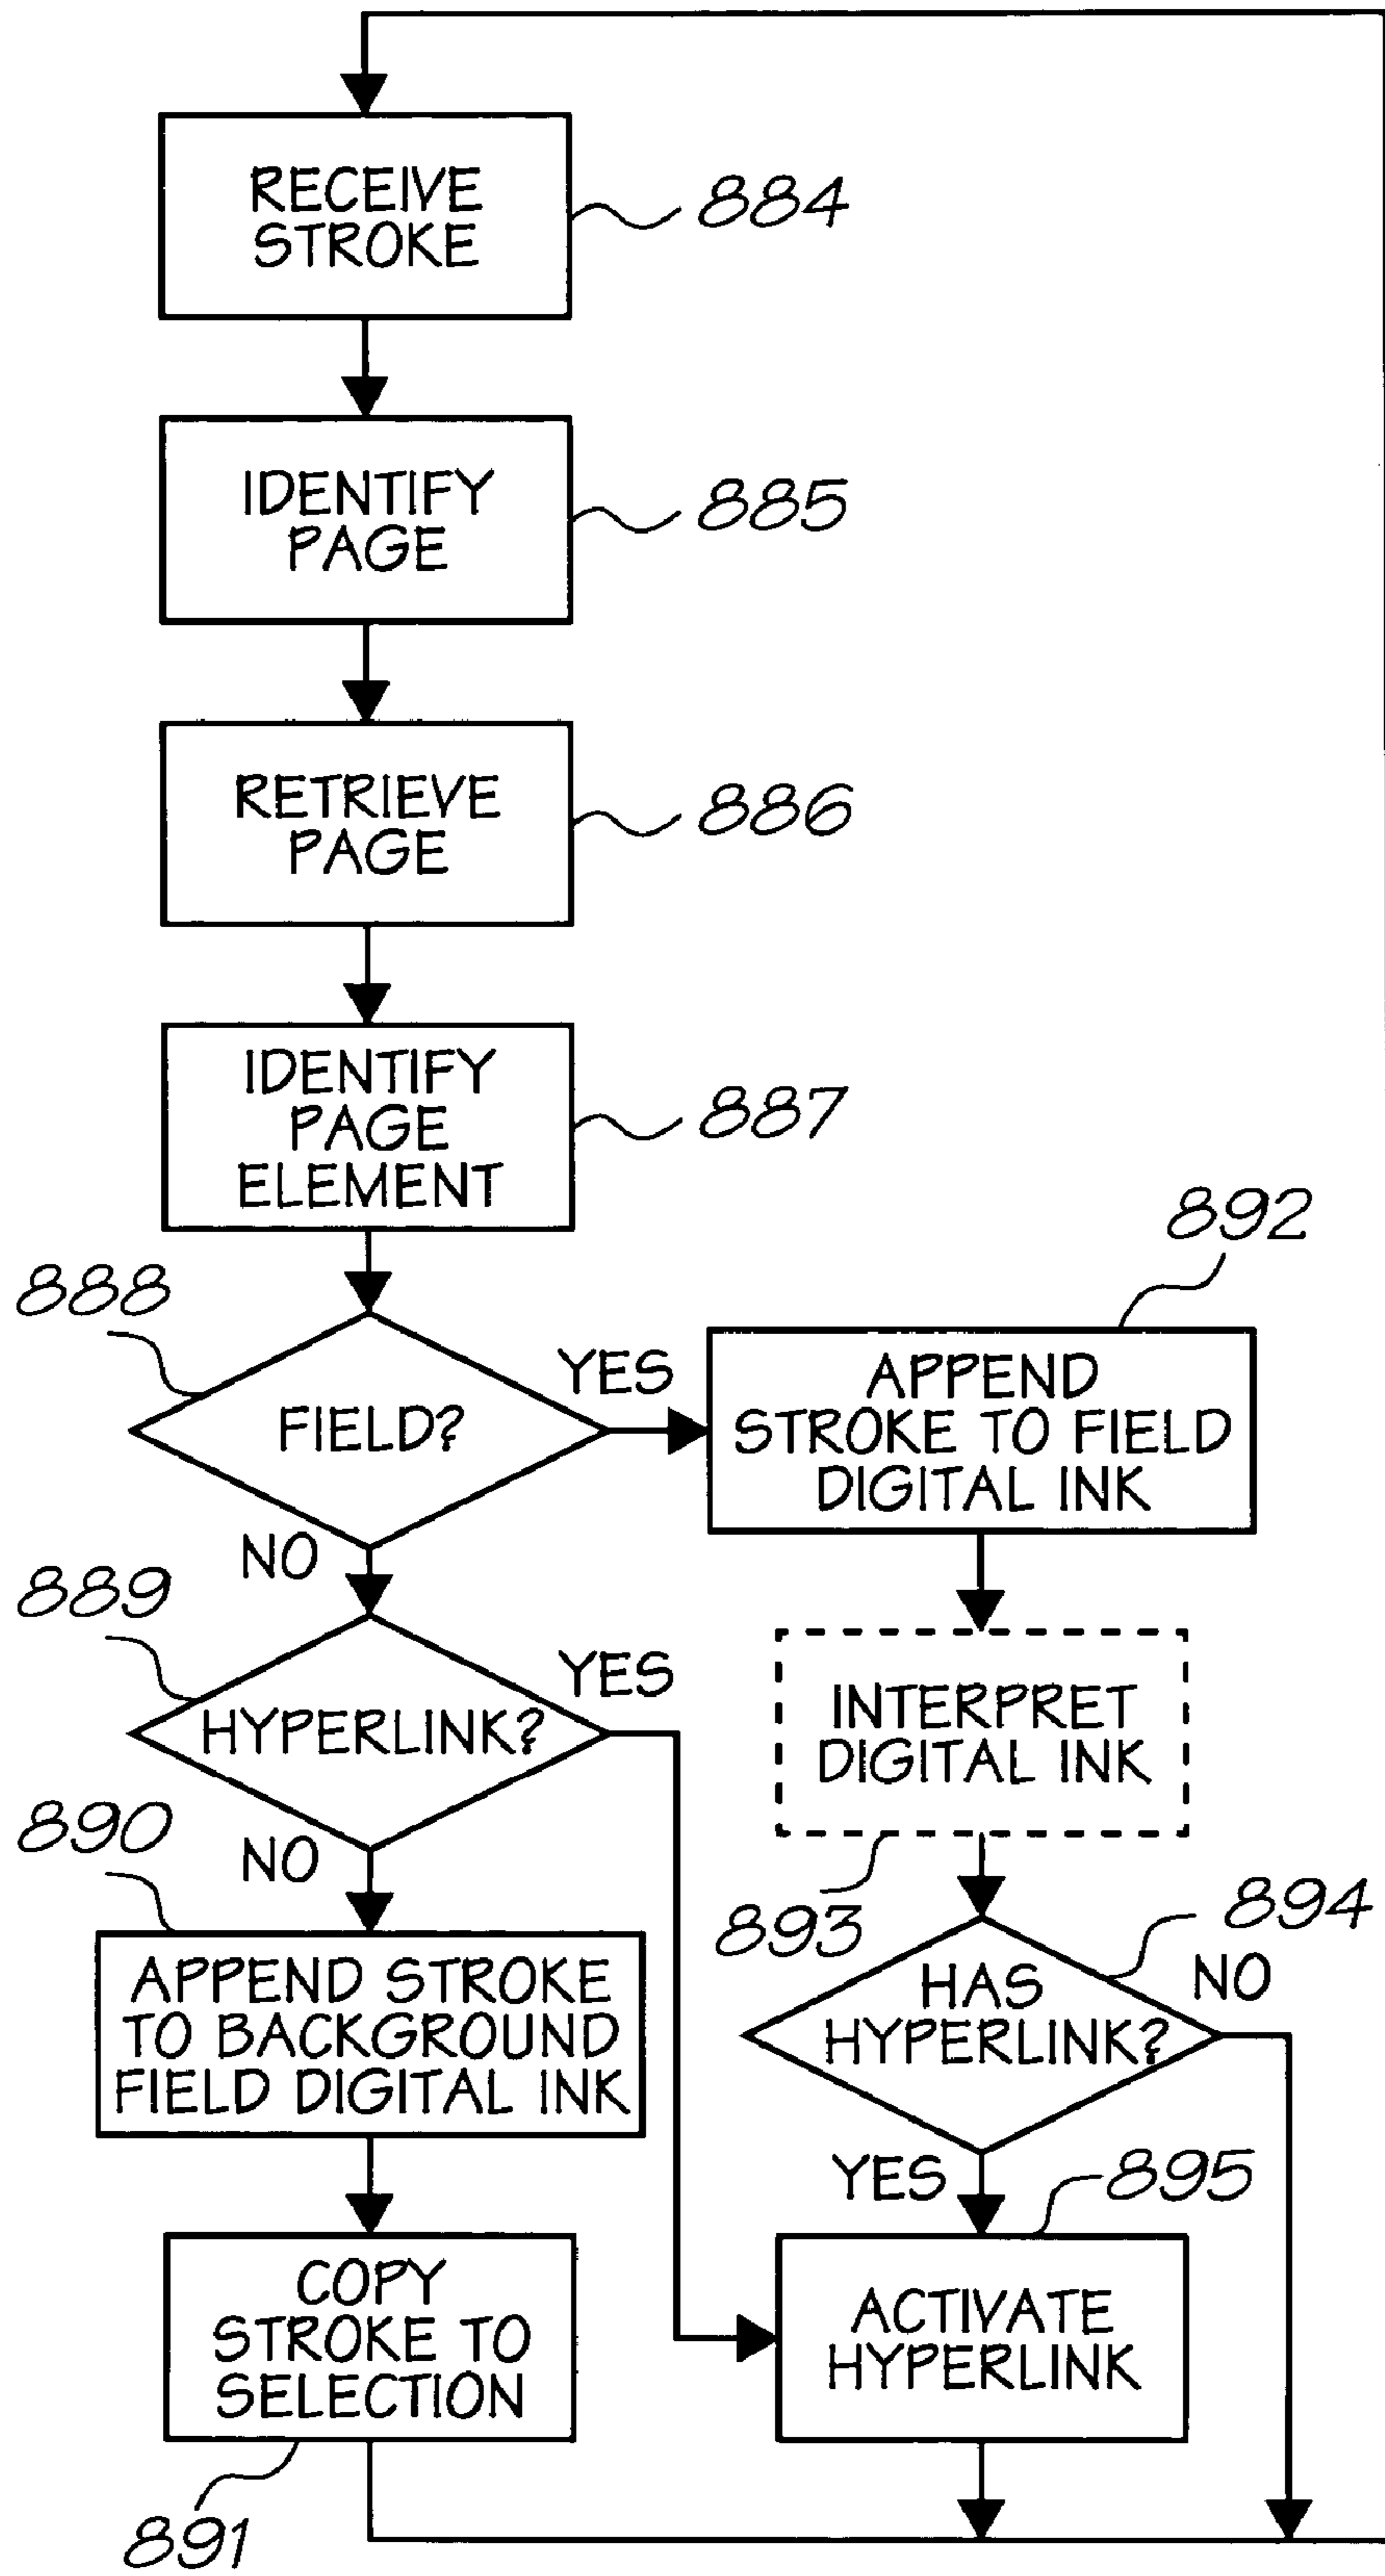 RECEIVE
STROKE
884
IDENTIFY
PAGE
885
RETRIEVE
PAGE
886
IDENTIFY
PAGE
ELEMENT
887
888
FIELD?
YES
NO
892
APPEND
STROKE TO FIELD
DIGITAL INK
889
HYPERLINK?
YES
NO
INTERPRET
DIGITAL INK
893
890
APPEND STROKE
TO BACKGROUND
FIELD DIGITAL INK
894
HAS
HYPERLINK?
NO
YES
895
COPY
STROKE TO
SELECTION
891
ACTIVATE
HYPERLINK